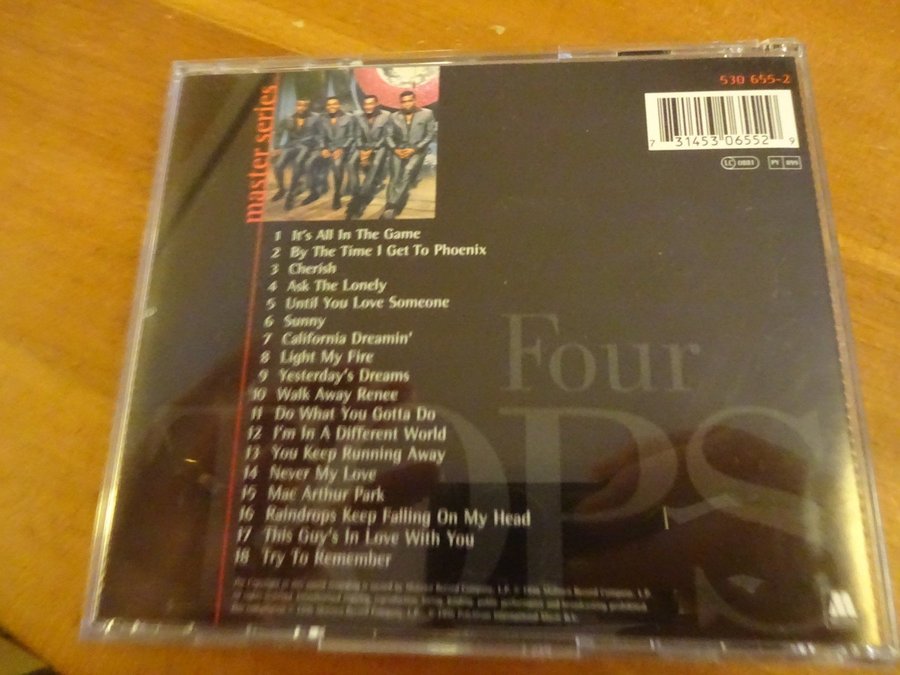 master series
530 655-2
7 31453 06552 9
LC 0881
PY 899
1 It's All In The Game
2 By The Time I Get To Phoenix
3 Cherish
4 Ask The Lonely
5 Until You Love Someone
6 Sunny
7 California Dreamin'
8 Light My Fire
9 Yesterday's Dreams
10 Walk Away Renee
11 Do What You Gotta Do
12 I'm In A Different World
13 You Keep Running Away
14 Never My Love
15 Mac Arthur Park
16 Raindrops Keep Falling On My Head
17 This Guy's In Love With You
18 Try To Remember
Four
TOPS
M